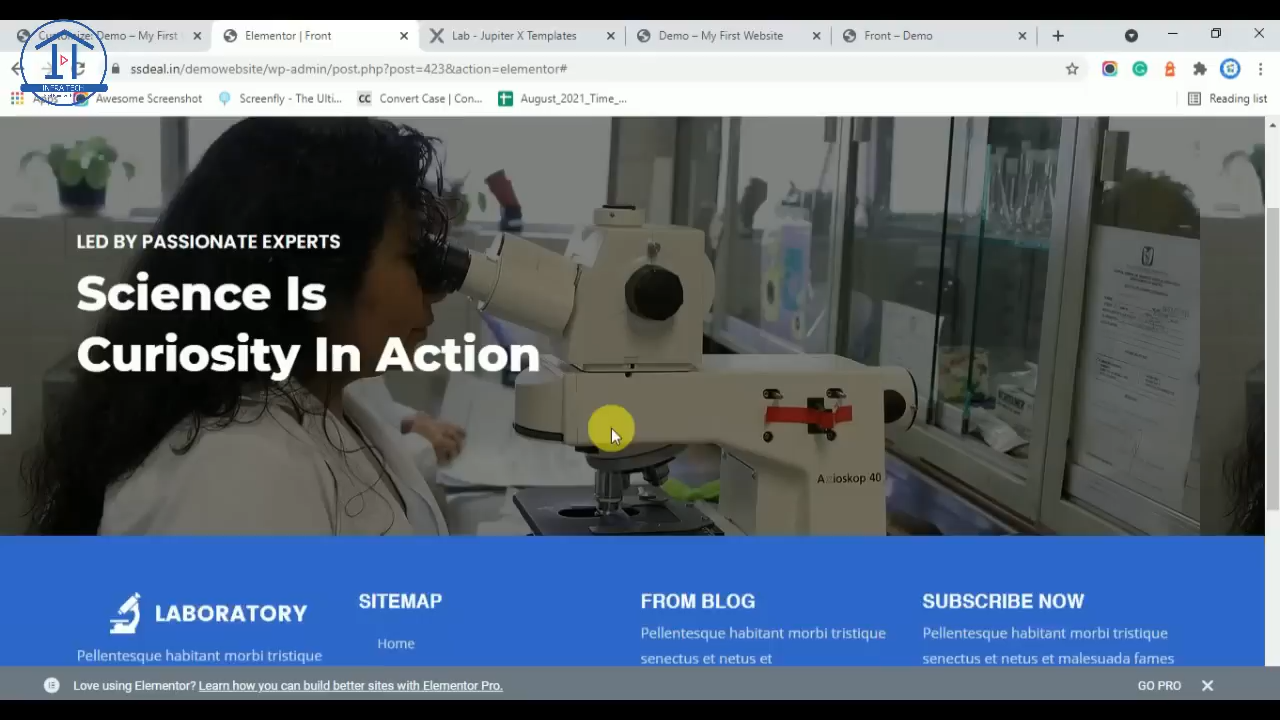 Customize: Demo – My First
Elementor | Front
Lab - Jupiter X Templates
Demo – My First Website
Front – Demo
ssdeal.in/demowebsite/wp-admin/post.php?post=423&action=elementor#
INFRA TECH
Apps
Awesome Screenshot
Screenfly - The Ulti...
CC
Convert Case | Con...
August_2021_Time_...
Reading list
LED BY PASSIONATE EXPERTS
Science Is
Curiosity In Action
LABORATORY
SITEMAP
FROM BLOG
SUBSCRIBE NOW
Pellentesque habitant morbi tristique
Home
Pellentesque habitant morbi tristique
senectus et netus et
Pellentesque habitant morbi tristique
senectus et netus et malesuada fames
Love using Elementor? Learn how you can build better sites with Elementor Pro.
GO PRO